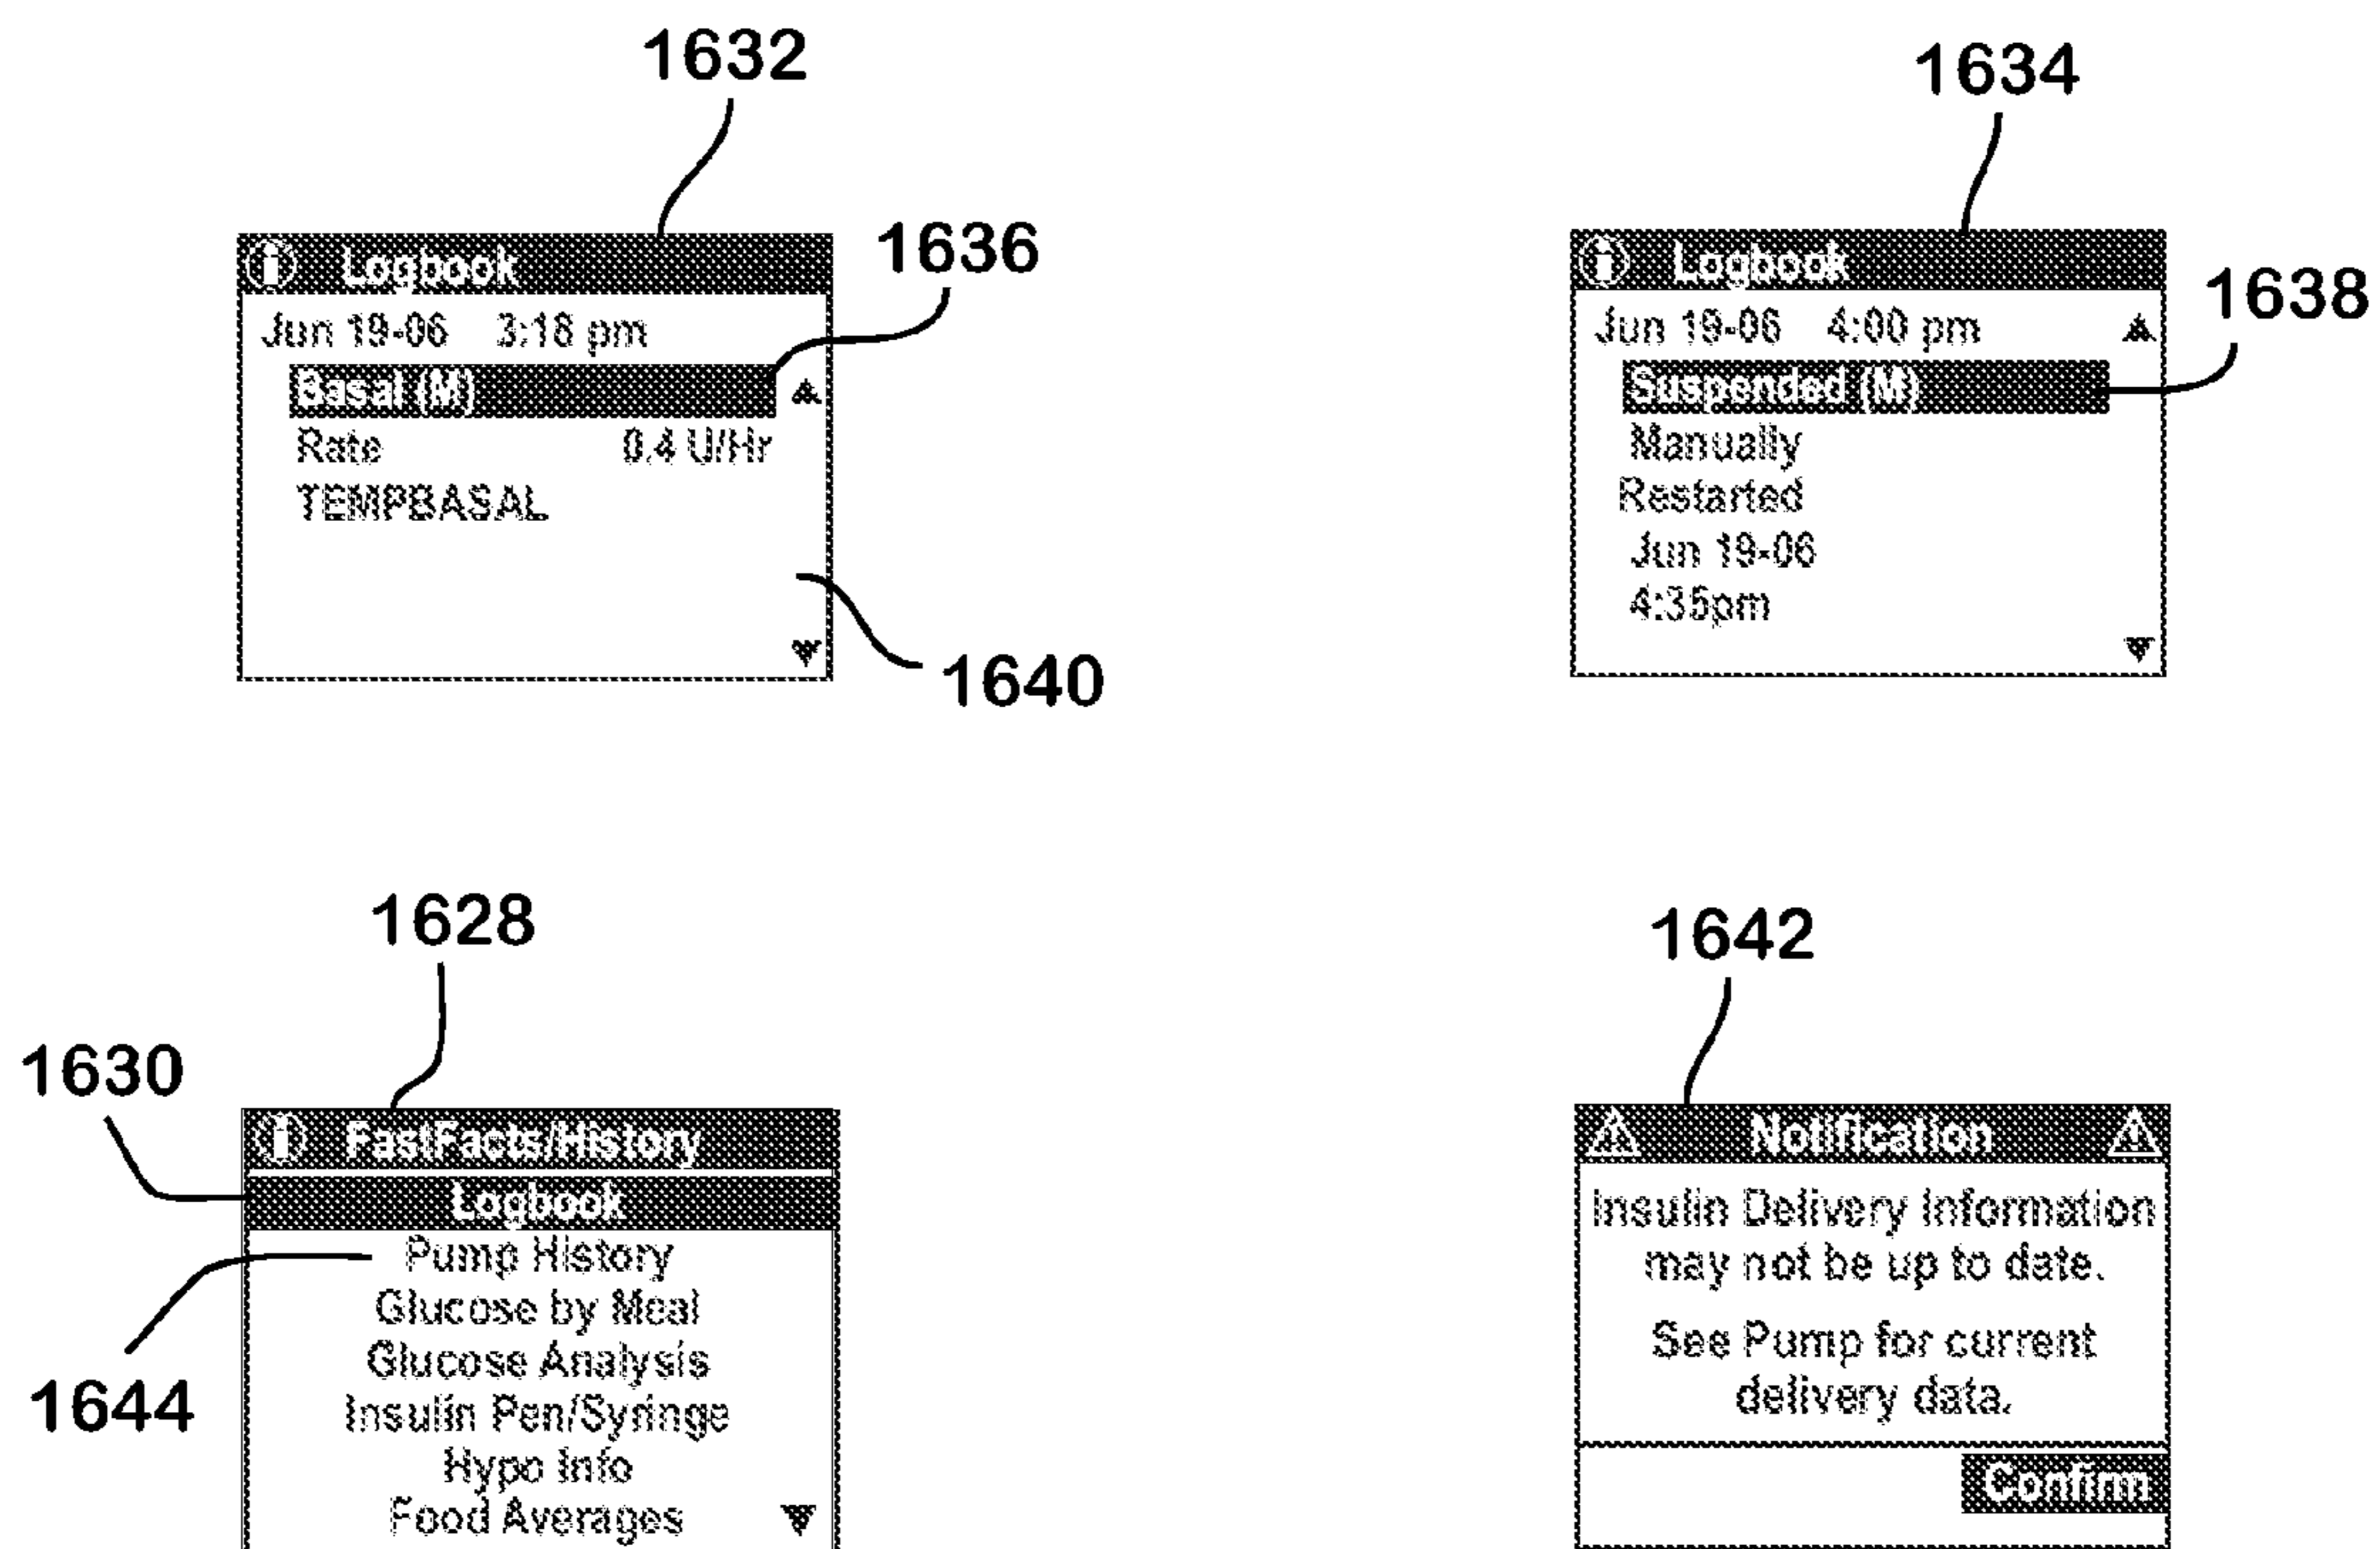 1632
1634
Logbook
1636
Logbook
1638
Jun 19-06 3:18 pm
Jun 19-06 4:00 pm
Basal (M)
Suspended (M)
Rate 0.4 U/Hr
Manually
TEMPBASAL
Restarted
Jun 19-06
4:35pm
1640
1628
1642
1630
FastFacts/History
Notification
Logbook
Insulin Delivery Information
Pump History
may not be up to date.
Glucose by Meal
See Pump for current
Glucose Analysis
delivery data.
1644
Insulin Pen/Syringe
Hypo Info
Confirm
Food Averages